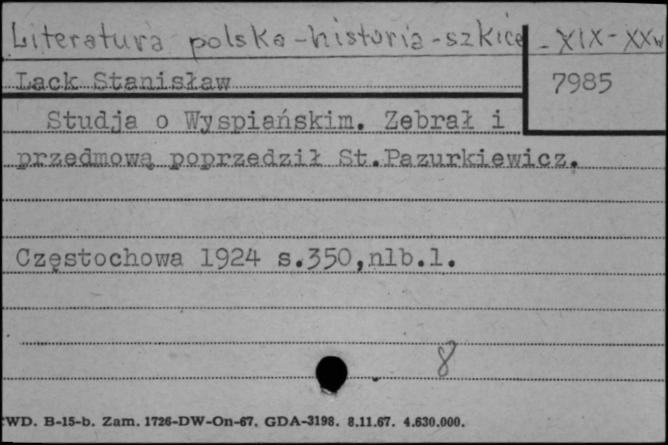 Literatura polska - historia - szkice - XIX - XXw
Lack Stanisław
7985
Studja o Wyspiańskim. Zebrał i
przedmową poprzedził St.Pazurkiewicz.
Częstochowa 1924 s.350,nlb.1.
8
WD. B-15-b. Zam. 1726-DW-On-67. GDA-3198. 8.11.67. 4.630.000.